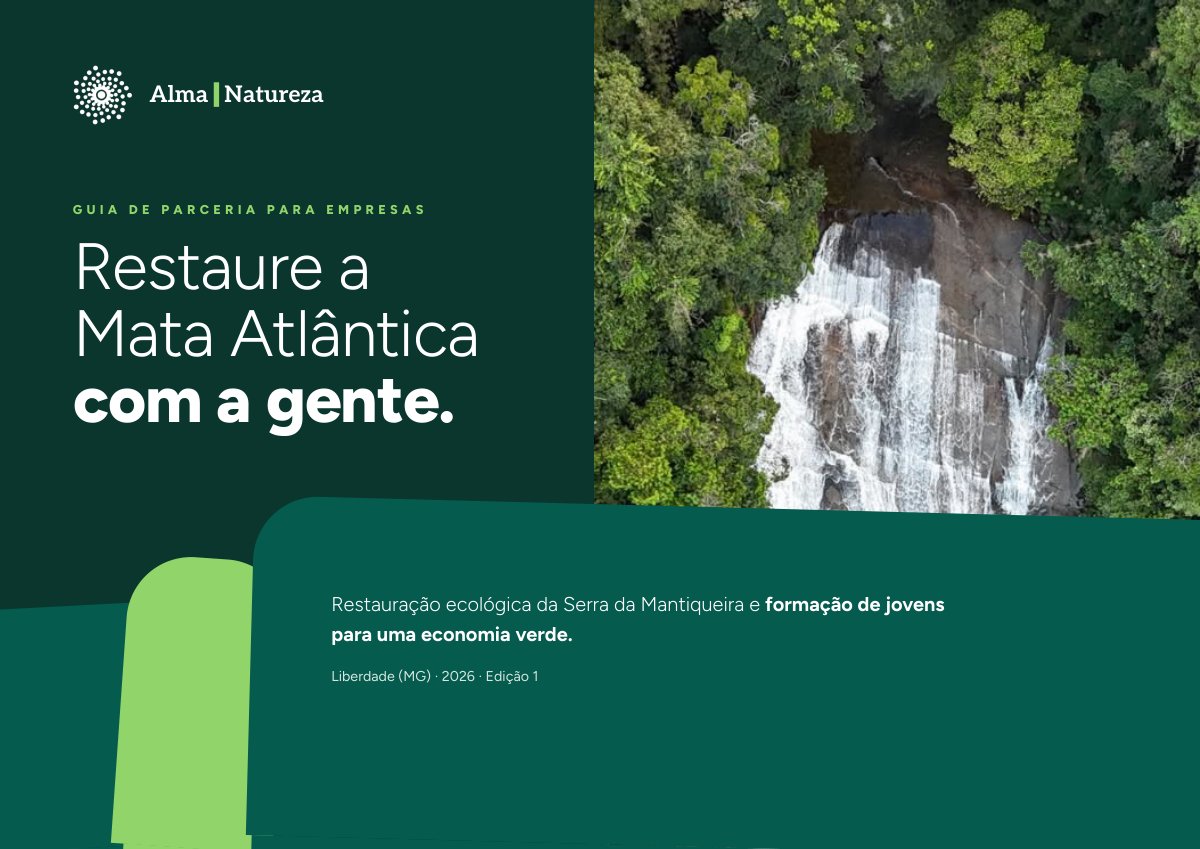 Alma Natureza
GUIA DE PARCERIA PARA EMPRESAS
Restaure a
Mata Atlântica
com a gente.
Restauração ecológica da Serra da Mantiqueira e formação de jovens
para uma economia verde.
Liberdade (MG) · 2026 · Edição 1